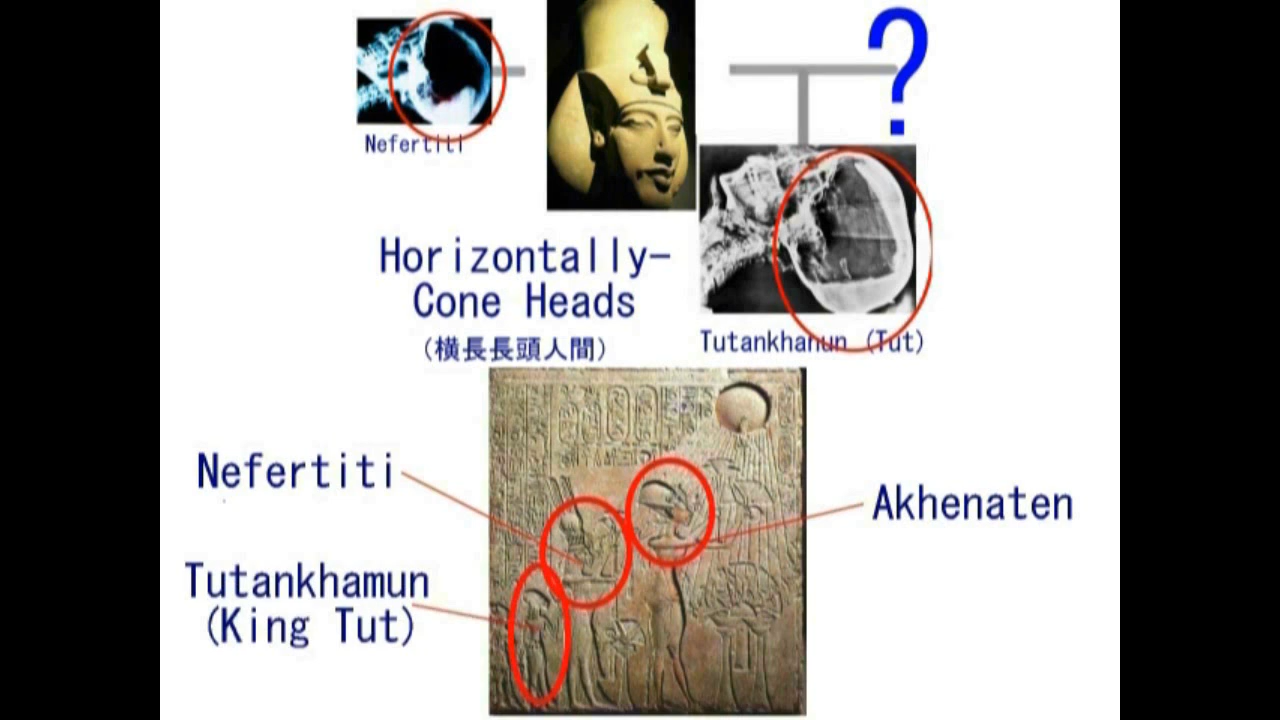 ?
Nefertiti
Horizontally-
Cone Heads
(横長長頭人間)
Tutankhanun (Tut)
Nefertiti
Akhenaten
Tutankhamun
(King Tut)